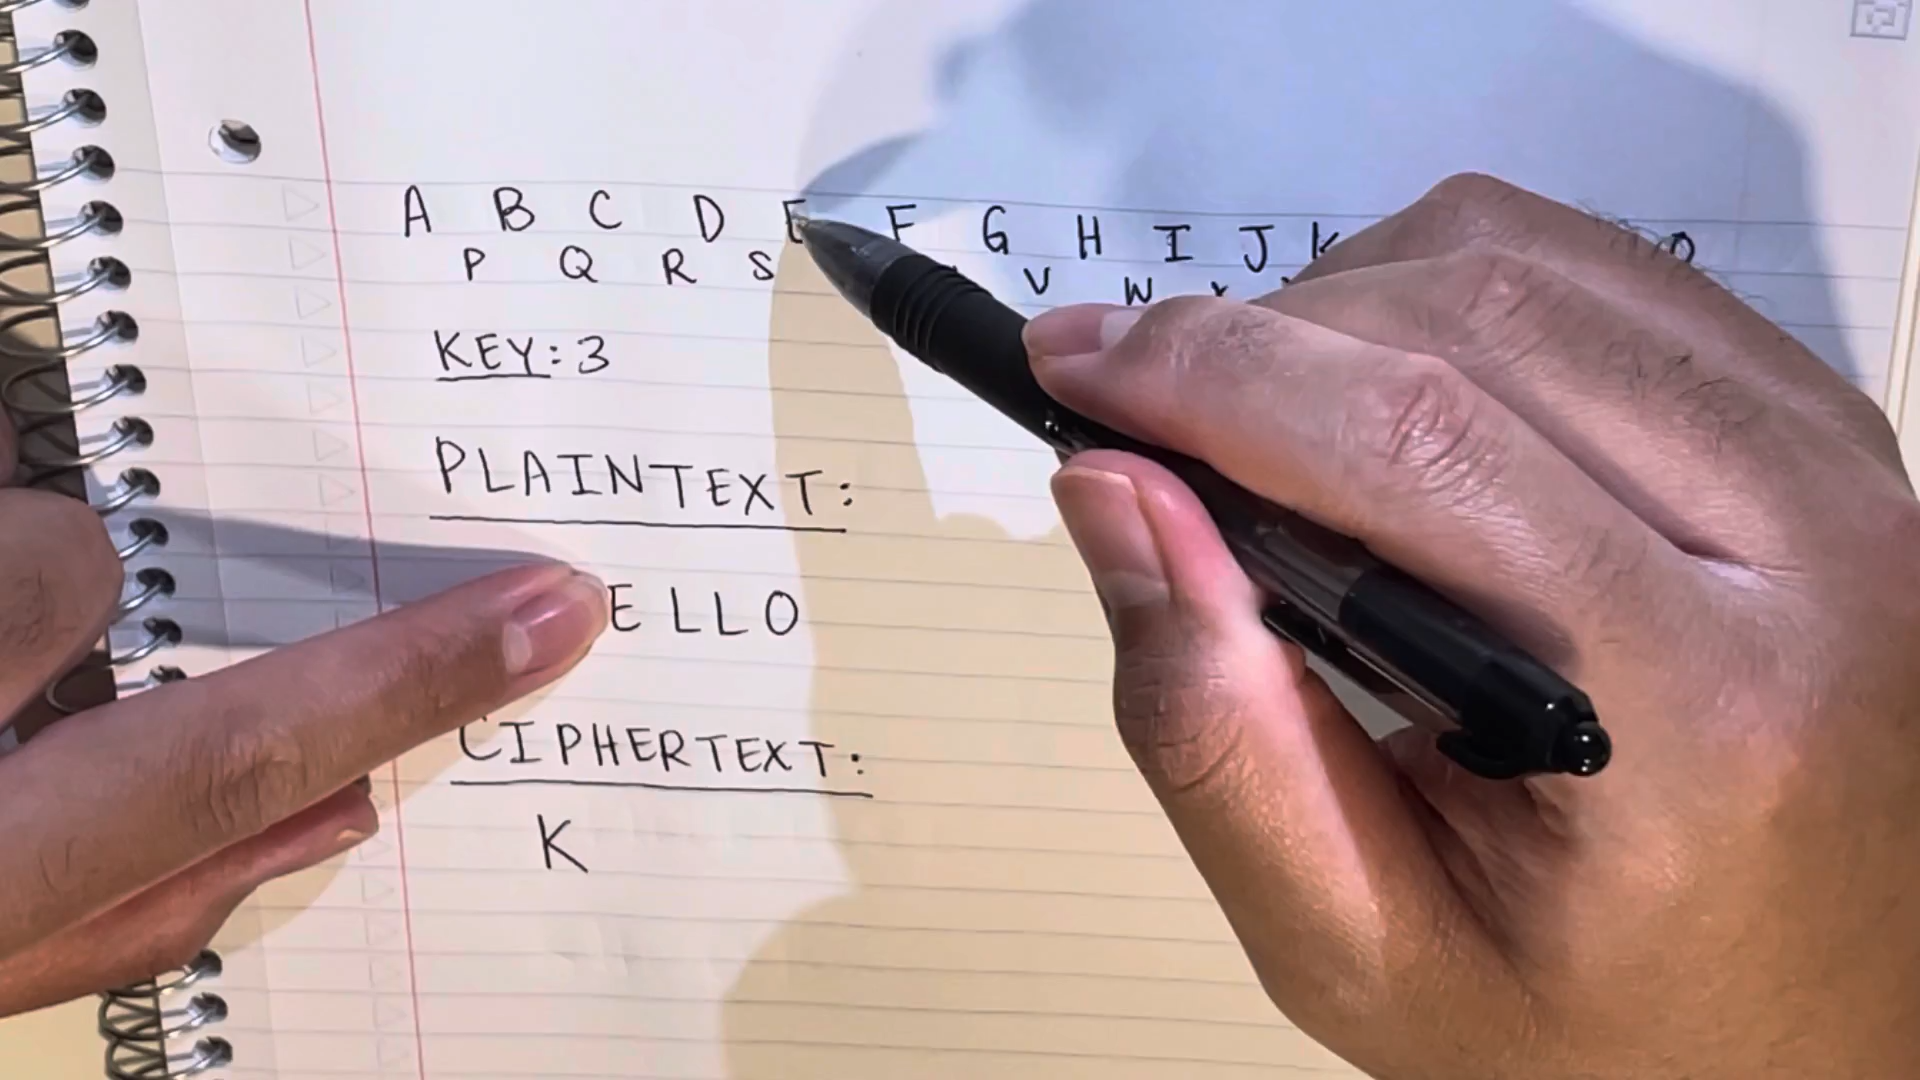 A B C D E F G H I J K O
P Q R S V W X
KEY: 3
PLAINTEXT:
ELLO
CIPHERTEXT:
K